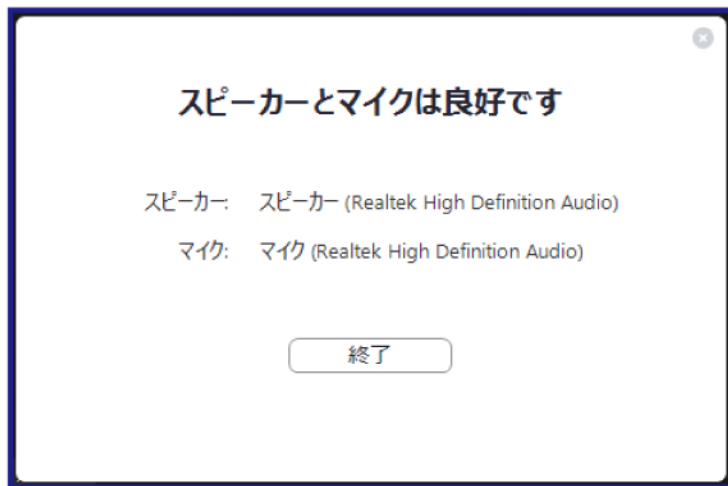 スピーカーとマイクは良好です
スピーカー: スピーカー (Realtek High Definition Audio)
マイク: マイク (Realtek High Definition Audio)
終了